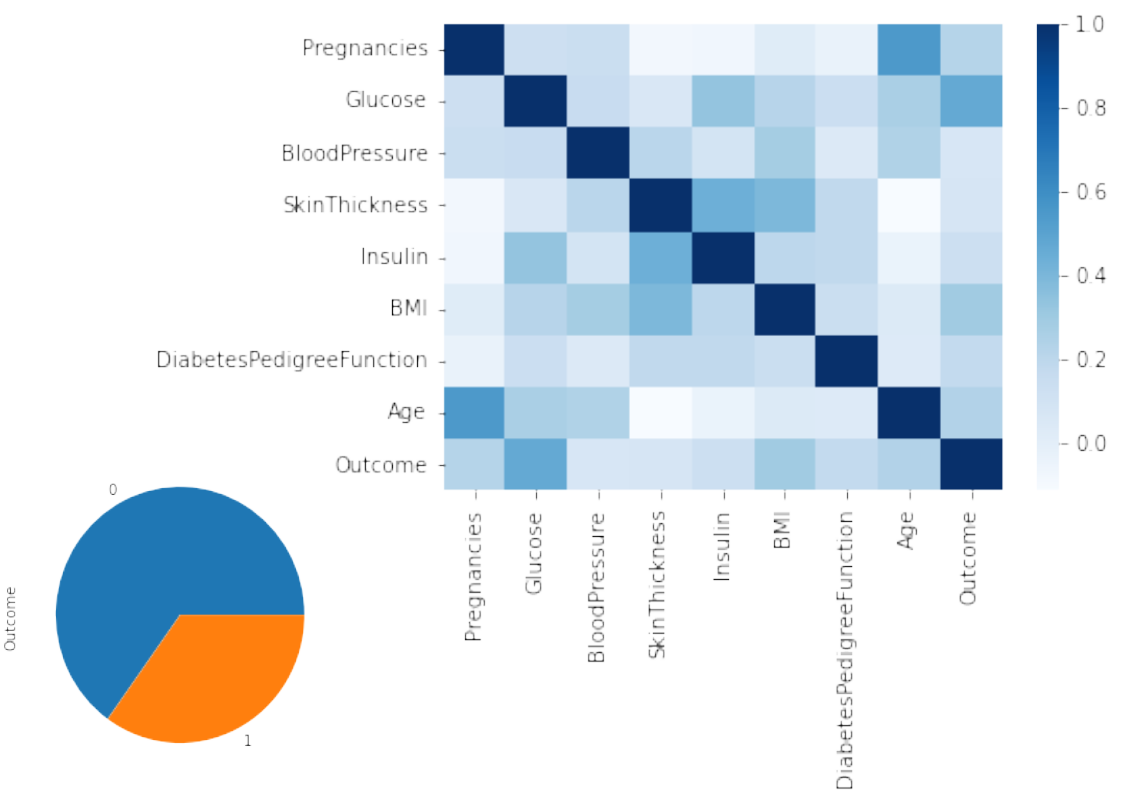 Pregnancies
Glucose
BloodPressure
SkinThickness
Insulin
BMI
DiabetesPedigreeFunction
Age
Outcome
1.0
0.8
0.6
0.4
0.2
0.0
Pregnancies
Glucose
BloodPressure
SkinThickness
Insulin
BMI
DiabetesPedigreeFunction
Age
Outcome
0
Outcome
1